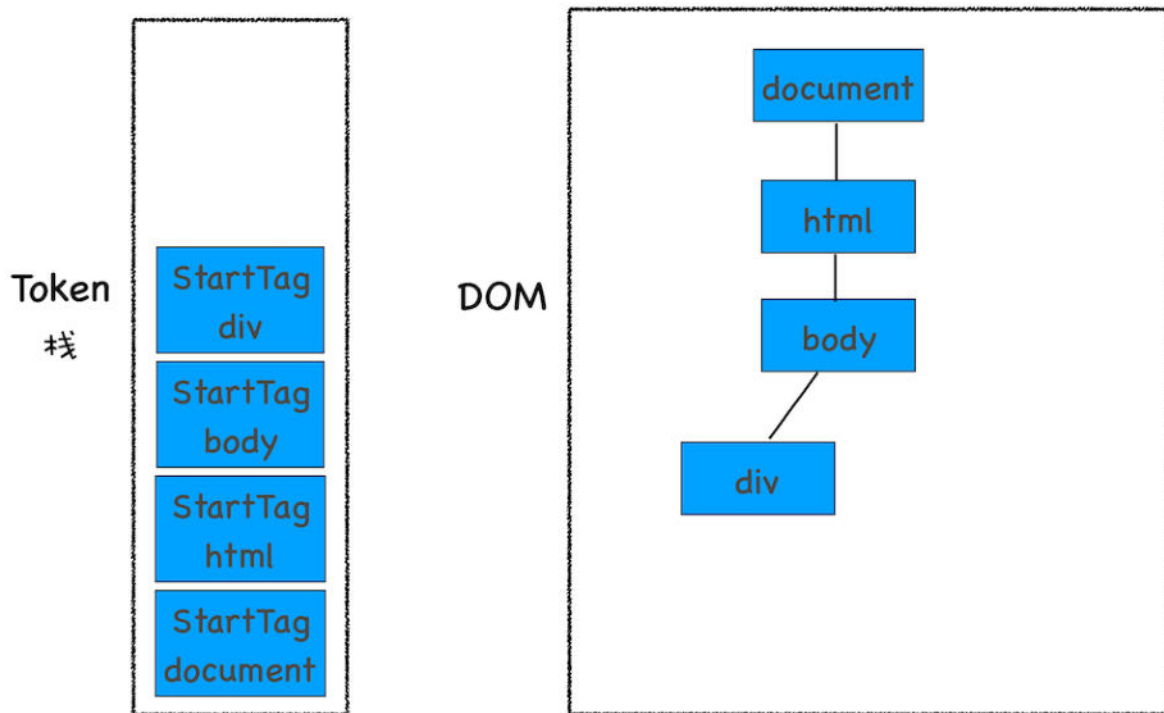 Token
栈
StartTag
div
StartTag
body
StartTag
html
StartTag
document
DOM
document
html
body
div